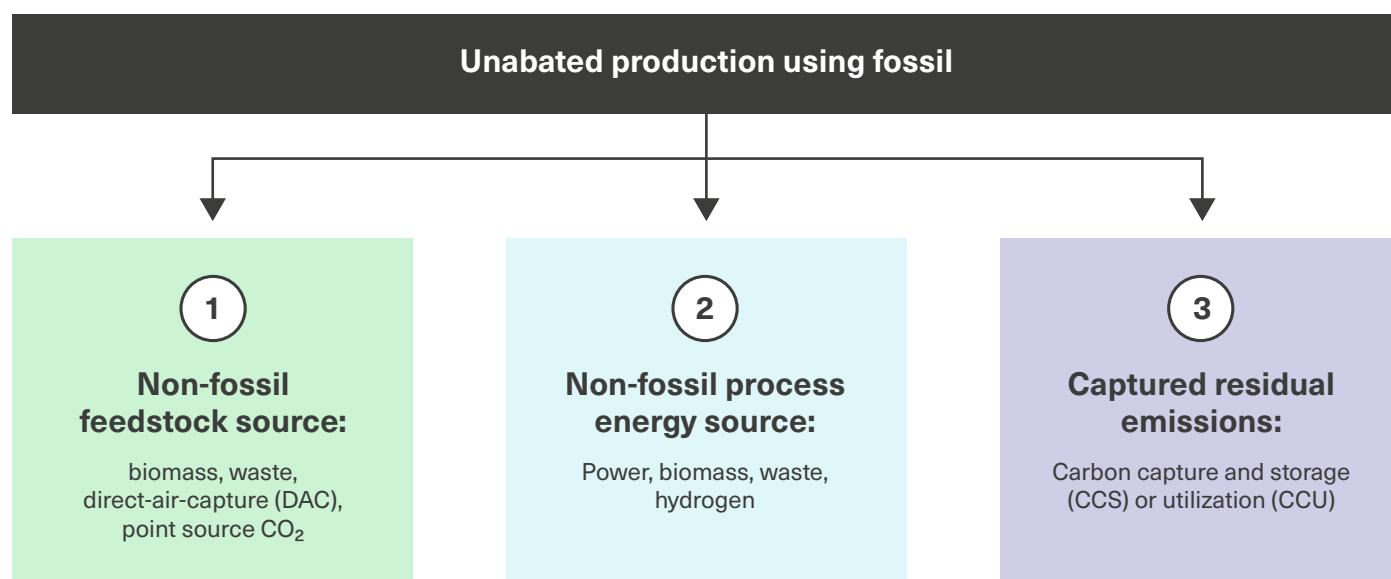 Unabated production using fossil
1
Non-fossil
feedstock source:
biomass, waste,
direct-air-capture (DAC),
point source CO₂
2
Non-fossil process
energy source:
Power, biomass, waste,
hydrogen
3
Captured residual
emissions:
Carbon capture and storage
(CCS) or utilization (CCU)